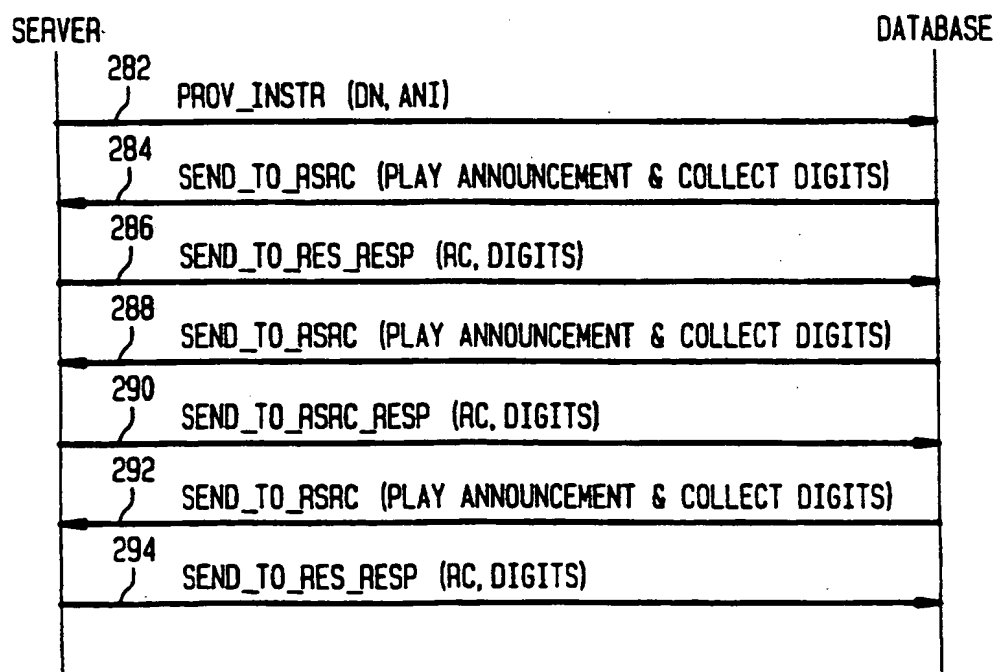 SERVER DATABASE
282
PROV_INSTR (DN, ANI)
284
SEND_TO_RSRC (PLAY ANNOUNCEMENT & COLLECT DIGITS)
286
SEND_TO_RES_RESP (RC, DIGITS)
288
SEND_TO_RSRC (PLAY ANNOUNCEMENT & COLLECT DIGITS)
290
SEND_TO_RSRC_RESP (RC, DIGITS)
292
SEND_TO_RSRC (PLAY ANNOUNCEMENT & COLLECT DIGITS)
294
SEND_TO_RES_RESP (RC, DIGITS)